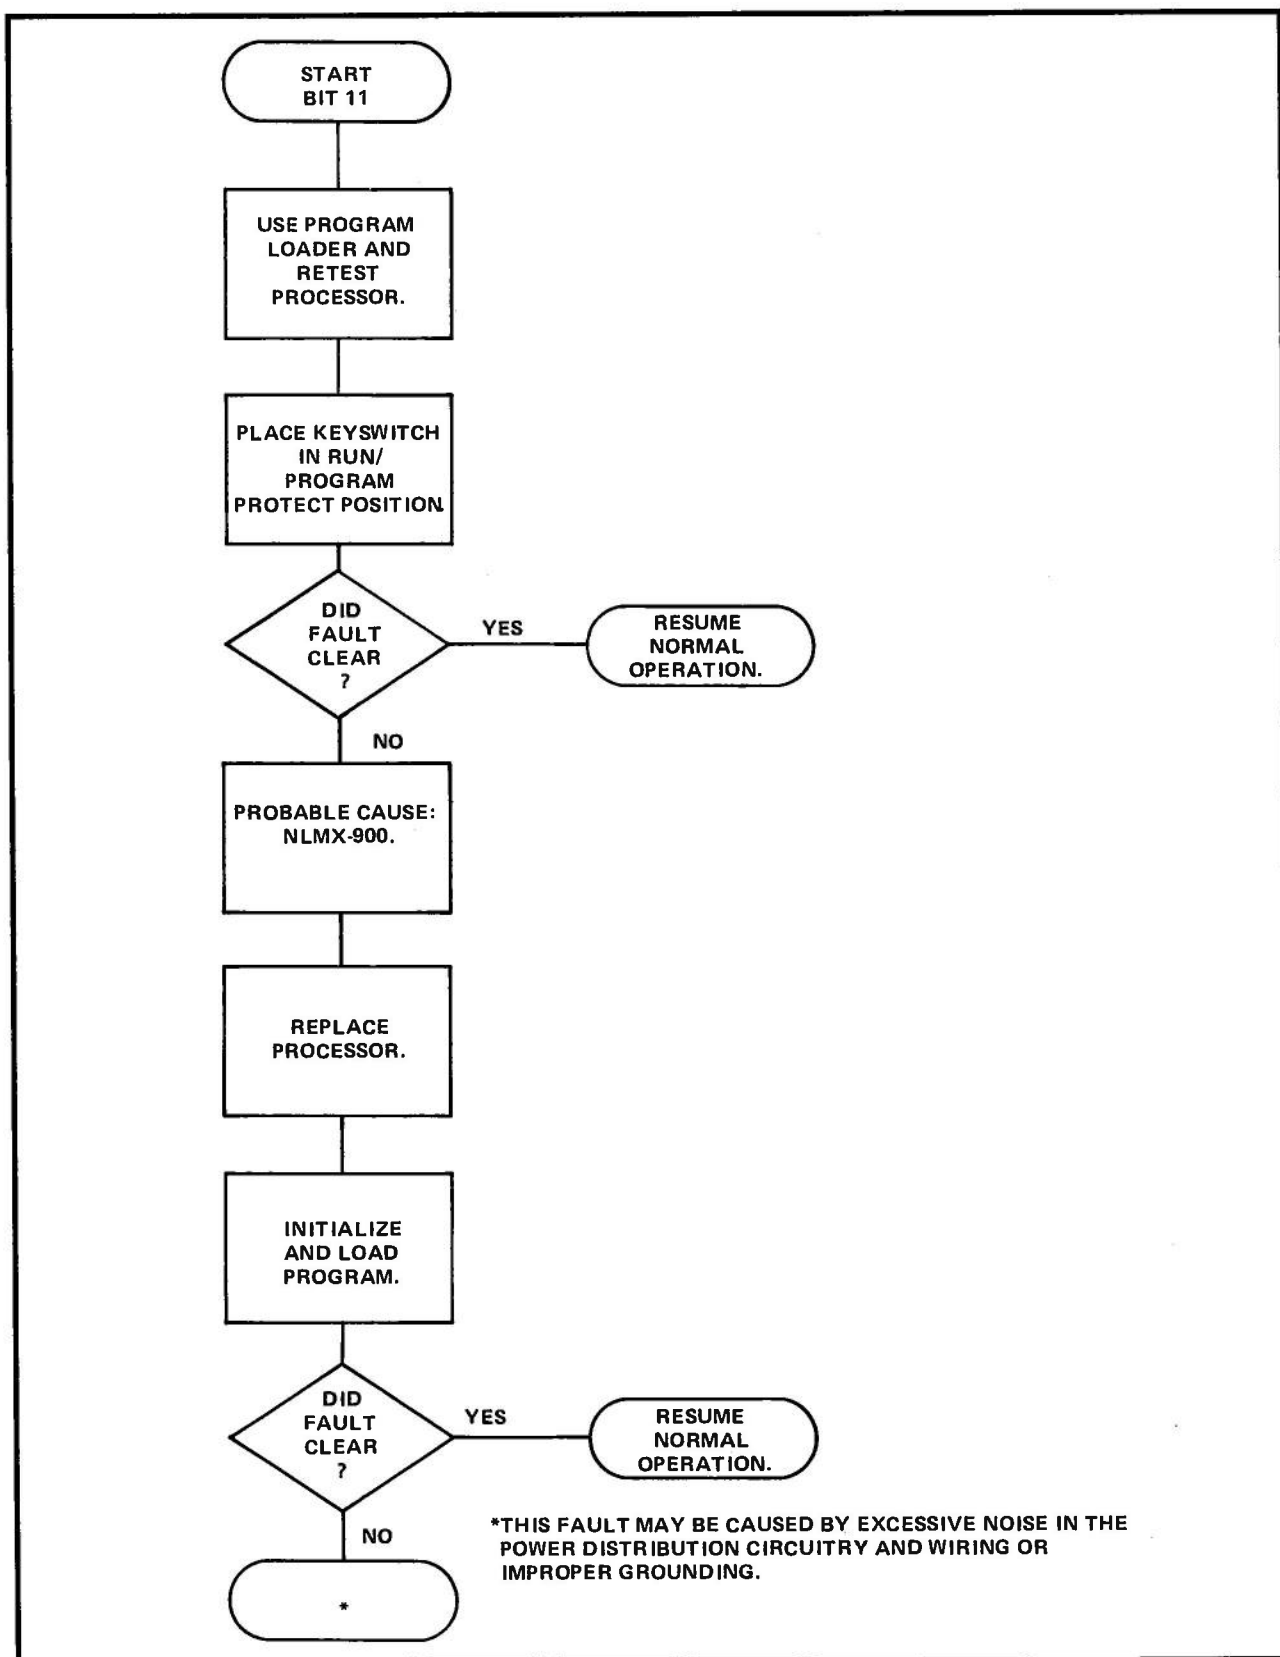 START
BIT 11
USE PROGRAM
LOADER AND
RETEST
PROCESSOR.
PLACE KEYSWITCH
IN RUN/
PROGRAM
PROTECT POSITION.
DID
FAULT
CLEAR
?
YES
RESUME
NORMAL
OPERATION.
NO
PROBABLE CAUSE:
NLMX-900.
REPLACE
PROCESSOR.
INITIALIZE
AND LOAD
PROGRAM.
DID
FAULT
CLEAR
?
YES
RESUME
NORMAL
OPERATION.
NO
*
*THIS FAULT MAY BE CAUSED BY EXCESSIVE NOISE IN THE
POWER DISTRIBUTION CIRCUITRY AND WIRING OR
IMPROPER GROUNDING.